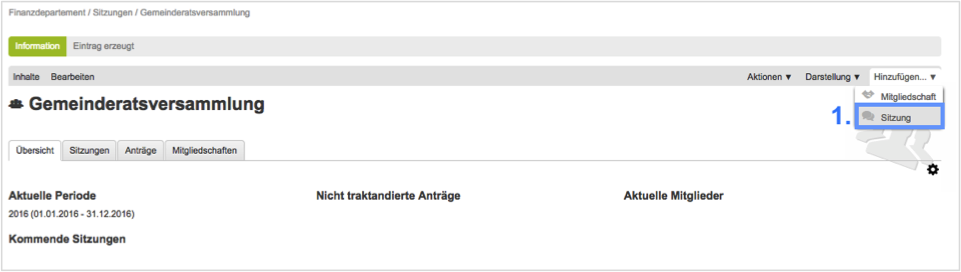 Finanzdepartement / Sitzungen / Gemeinderatsversammlung
Information Eintrag erzeugt
Inhalte Bearbeiten Aktionen ▼ Darstellung ▼ Hinzufügen... ▼
Mitgliedschaft
1. Sitzung
Gemeinderatsversammlung
Übersicht Sitzungen Anträge Mitgliedschaften
Aktuelle Periode Nicht traktandierte Anträge Aktuelle Mitglieder
2016 (01.01.2016 - 31.12.2016)
Kommende Sitzungen